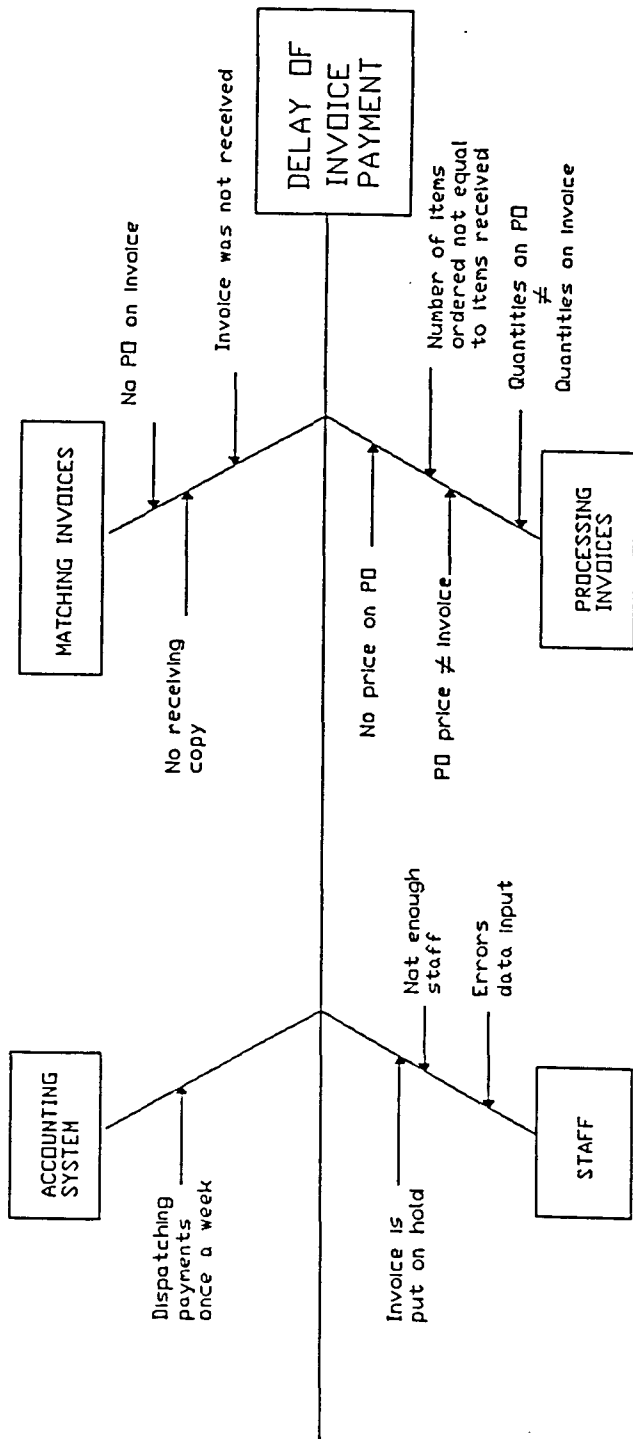 ACCOUNTING
SYSTEM
Dispatching
payments
once a week
MATCHING INVOICES
No PO on Invoice
No receiving
copy
Invoice was not received
DELAY OF
INVOICE
PAYMENT
Invoice is
put on hold
Not enough
staff
Errors
data input
STAFF
No price on PO
Number of items
ordered not equal
to items received
PO price ≠ Invoice
Quantities on PO
≠
Quantities on Invoice
PROCESSING
INVOICES